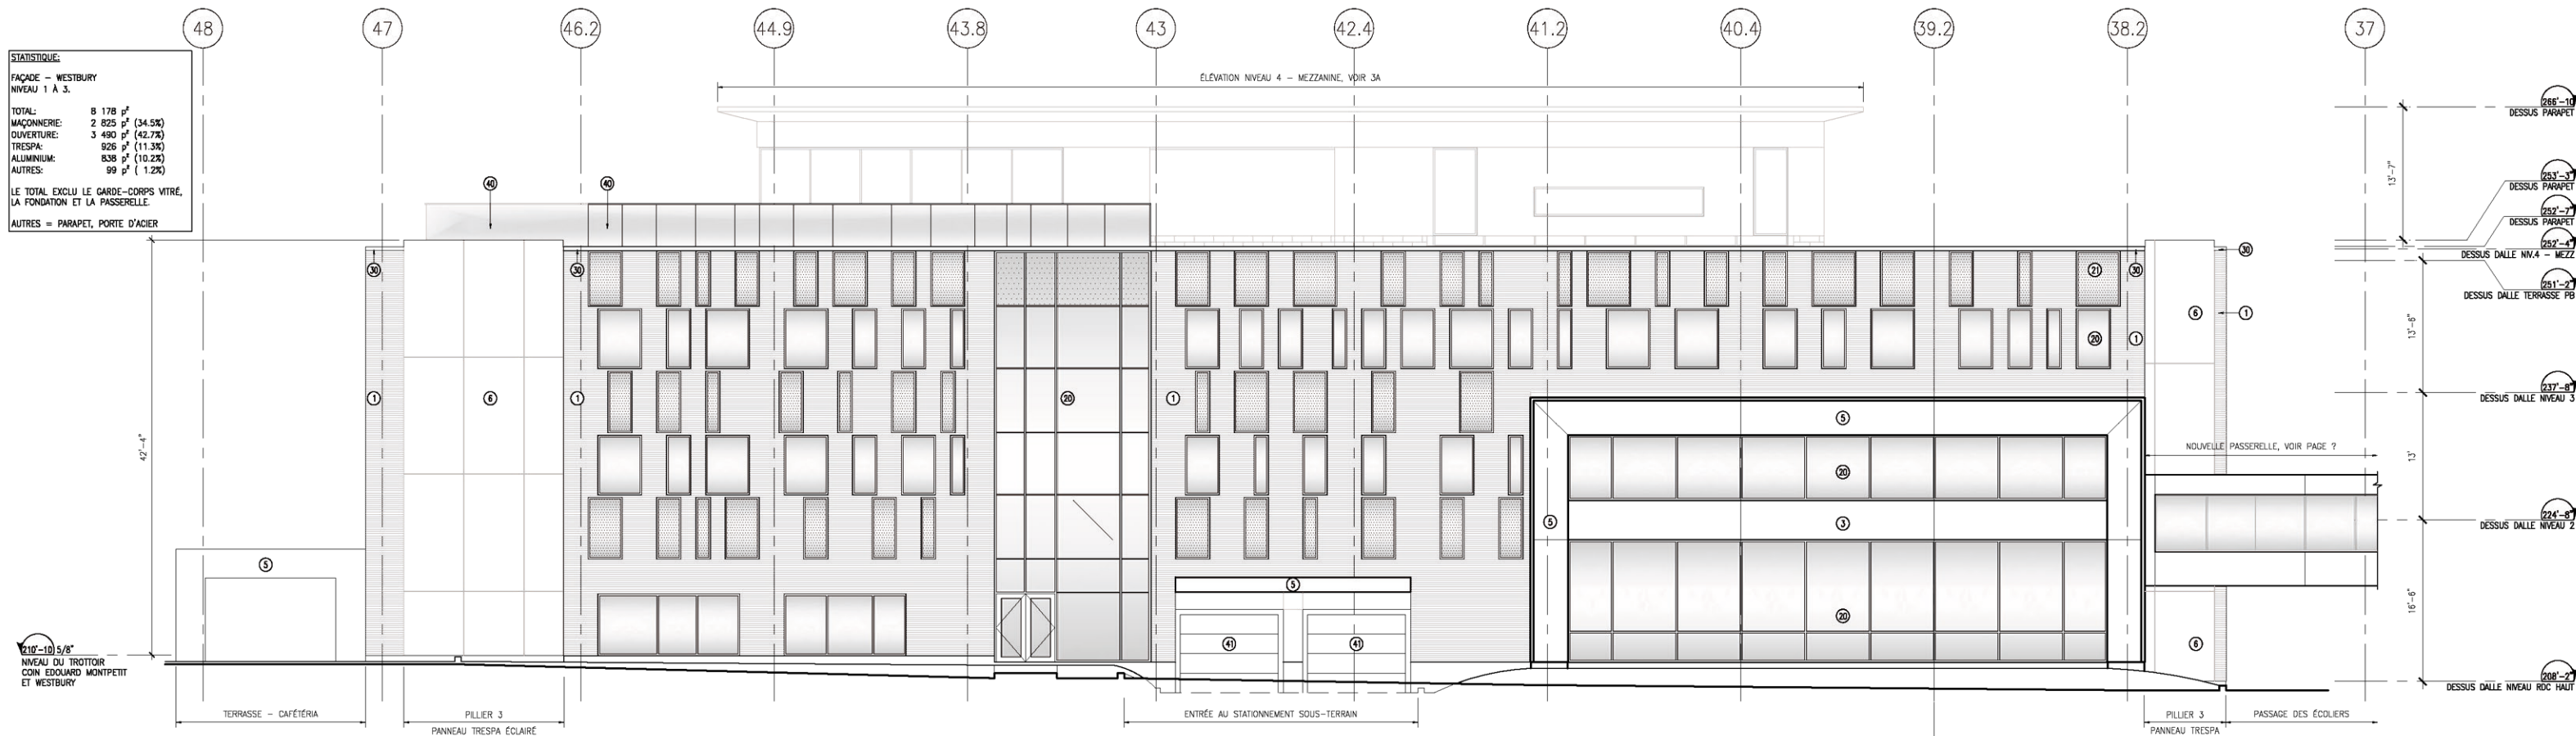 48 47 46.2 44.9 43.8 43 42.4 41.2 40.4 39.2 38.2 37
STATISTIQUE:
FAÇADE – WESTBURY
NIVEAU 1 À 3.
TOTAL: 8 178 p²
MAÇONNERIE: 2 825 p² (34.5%)
OUVERTURE: 3 490 p² (42.7%)
TRESPA: 926 p² (11.3%)
ALUMINIUM: 838 p² (10.2%)
AUTRES: 99 p² ( 1.2%)
LE TOTAL EXCLU LE GARDE-CORPS VITRÉ,
LA FONDATION ET LA PASSERELLE.
AUTRES = PARAPET, PORTE D'ACIER
ÉLÉVATION NIVEAU 4 – MEZZANINE, VOIR 3A
266'-10"
DESSUS PARAPET
13'-7"
253'-3"
DESSUS PARAPET
252'-7"
DESSUS PARAPET
252'-4"
DESSUS DALLE NIV.4 – MEZZ
251'-2"
DESSUS DALLE TERRASSE PB
13'-6"
237'-8"
DESSUS DALLE NIVEAU 3
13'
224'-8"
DESSUS DALLE NIVEAU 2
16'-6"
208'-2"
DESSUS DALLE NIVEAU RDC HAUT
40 40
30 30 21 30 30
6 1
20 1
1 6 1 20 1
5
NOUVELLE PASSERELLE, VOIR PAGE ?
42'-4"
20
5 3
5 5
20
41 41 6
210'-10 5/8"
NIVEAU DU TROTTOIR
COIN EDOUARD MONTPETIT
ET WESTBURY
TERRASSE – CAFÉTÉRIA
PILLIER 3
PANNEAU TRESPA ÉCLAIRÉ
ENTRÉE AU STATIONNEMENT SOUS-TERRAIN
PILLIER 3
PANNEAU TRESPA
PASSAGE DES ÉCOLIERS